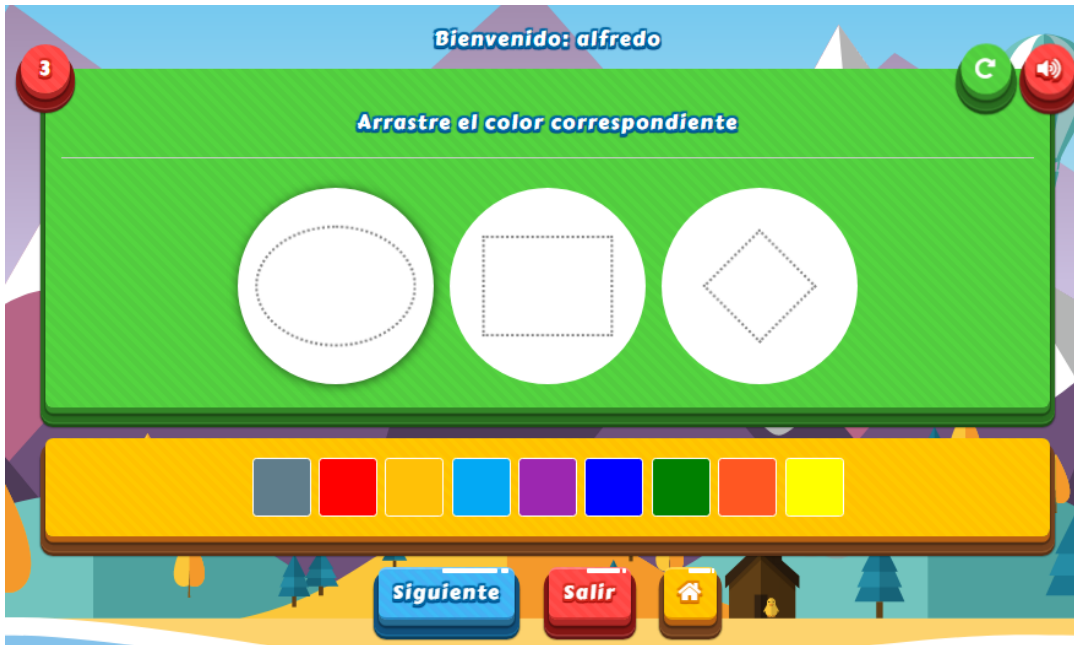 Bienvenido: alfredo
3
Arrastre el color correspondiente
Siguiente
Salir